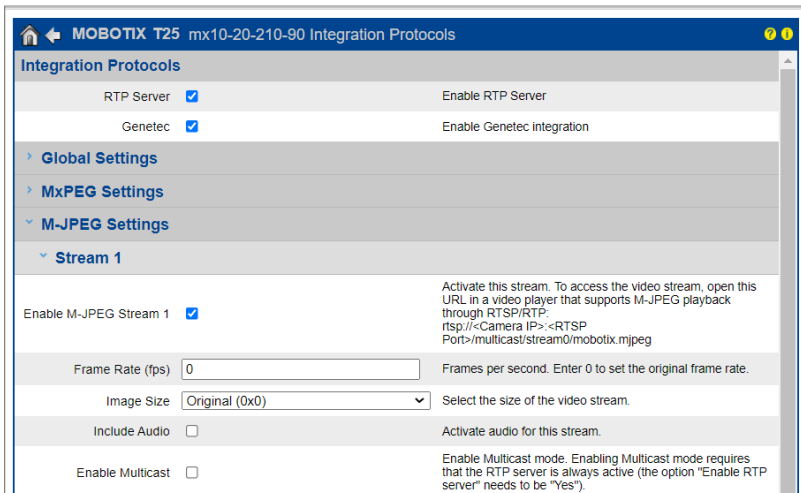 MOBOTIX T25 mx10-20-210-90 Integration Protocols
Integration Protocols
RTP Server Enable RTP Server
Genetec Enable Genetec integration
Global Settings
MxPEG Settings
M-JPEG Settings
Stream 1
Enable M-JPEG Stream 1
Activate this stream. To access the video stream, open this
URL in a video player that supports M-JPEG playback
through RTSP/RTP:
rtsp://<Camera IP>:<RTSP
Port>/multicast/stream0/mobotix.mjpeg
Frame Rate (fps) 0 Frames per second. Enter 0 to set the original frame rate.
Image Size Original (0x0) Select the size of the video stream.
Include Audio Activate audio for this stream.
Enable Multicast
Enable Multicast mode. Enabling Multicast mode requires
that the RTP server is always active (the option "Enable RTP
server" needs to be "Yes").